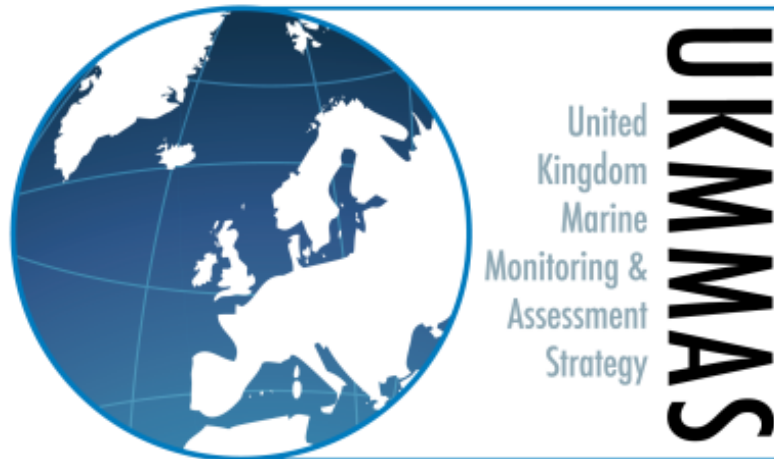 United
Kingdom
Marine
Monitoring &
Assessment
Strategy
UKMMAS